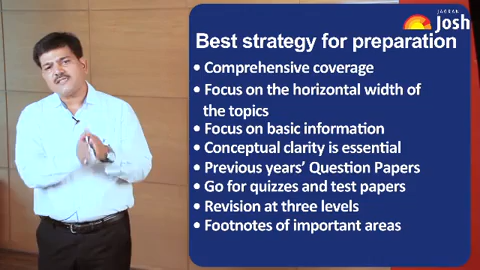 JAGRAN
Josh
Best strategy for preparation
• Comprehensive coverage
• Focus on the horizontal width of
the topics
• Focus on basic information
• Conceptual clarity is essential
• Previous years' Question Papers
• Go for quizzes and test papers
• Revision at three levels
• Footnotes of important areas